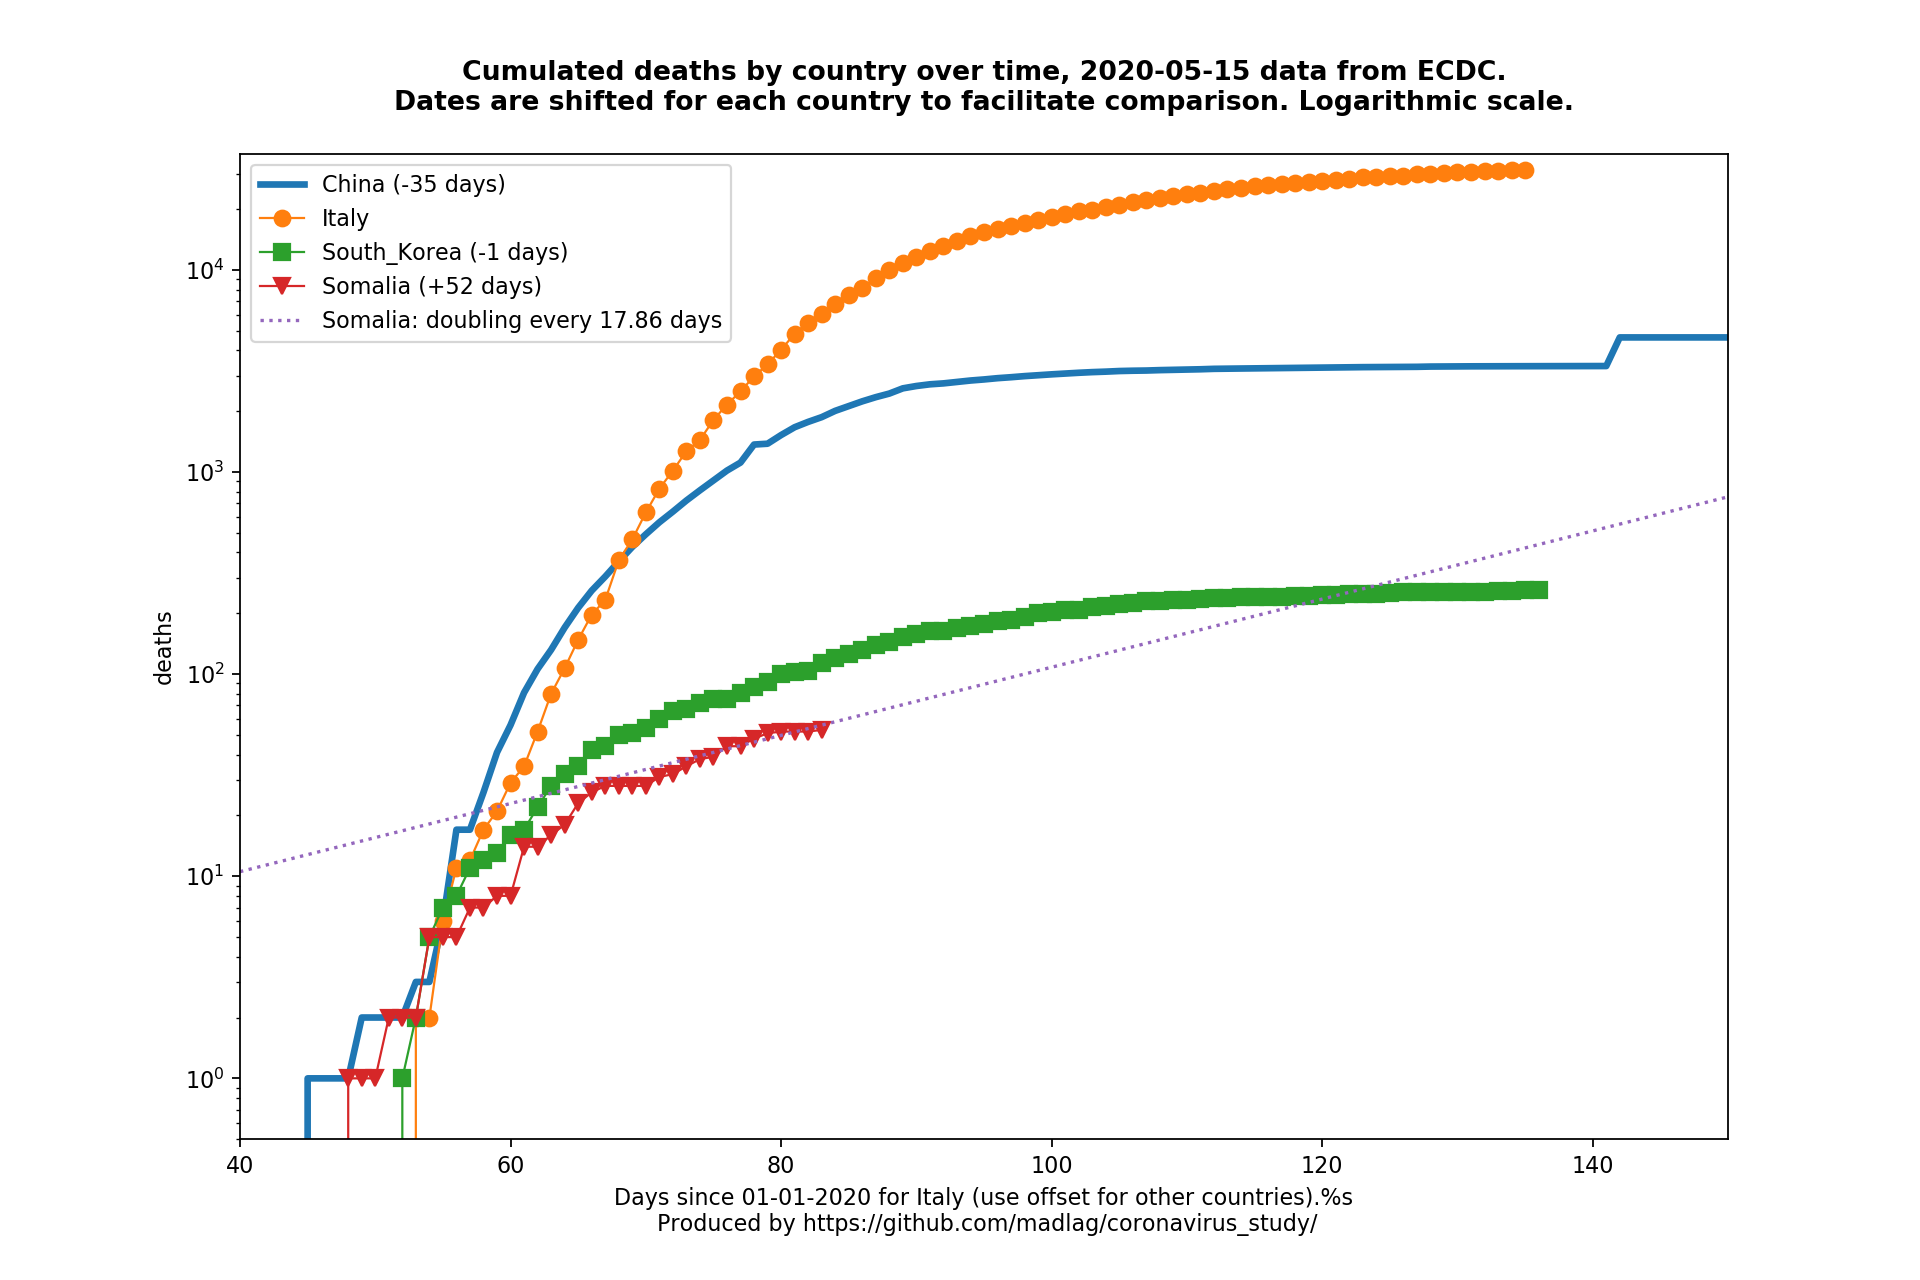 Cumulated deaths by country over time, 2020-05-15 data from ECDC.
Dates are shifted for each country to facilitate comparison. Logarithmic scale.
China (-35 days)
Italy
South_Korea (-1 days)
Somalia (+52 days)
Somalia: doubling every 17.86 days
deaths
10^4
10^3
10^2
10^1
10^0
40 60 80 100 120 140
Days since 01-01-2020 for Italy (use offset for other countries).%s
Produced by https://github.com/madlag/coronavirus_study/